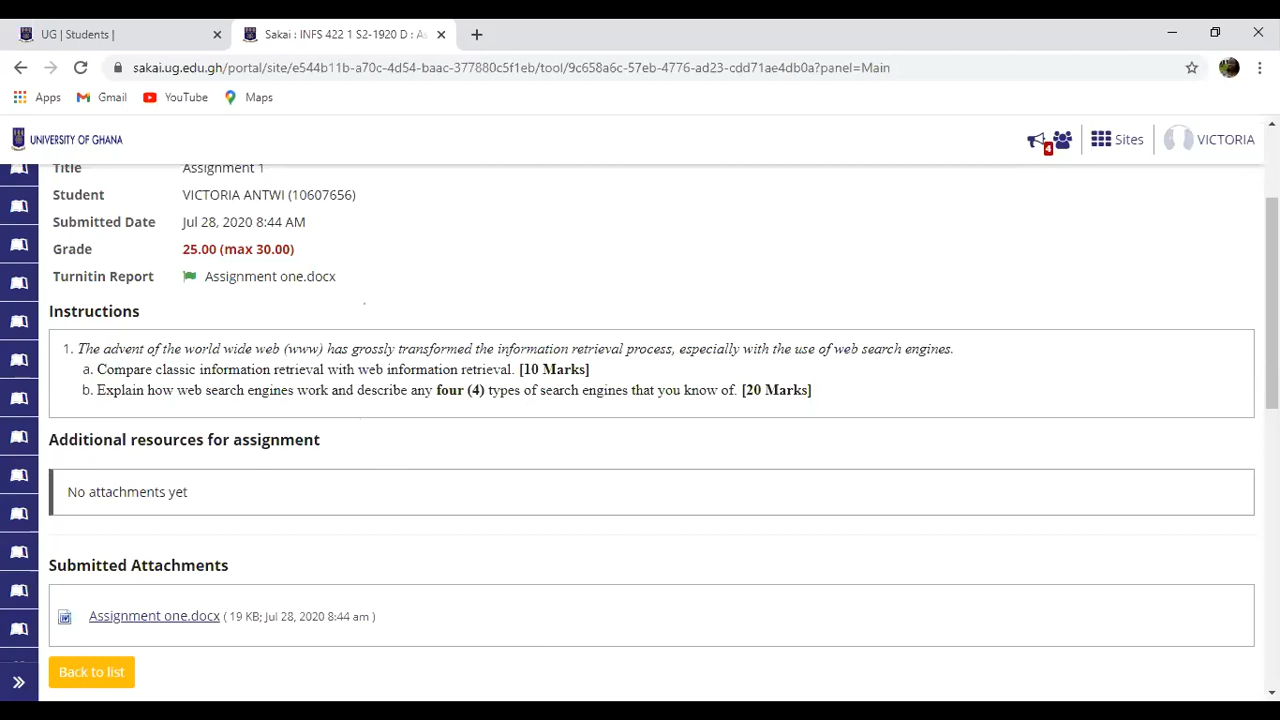 UG | Students |
Sakai : INFS 422 1 S2-1920 D : As
sakai.ug.edu.gh/portal/site/e544b11b-a70c-4d54-baac-377880c5f1eb/tool/9c658a6c-57eb-4776-ad23-cdd71ae4db0a?panel=Main
Apps Gmail YouTube Maps
UNIVERSITY OF GHANA 4 Sites VICTORIA
Title Assignment 1
Student VICTORIA ANTWI (10607656)
Submitted Date Jul 28, 2020 8:44 AM
Grade 25.00 (max 30.00)
Turnitin Report Assignment one.docx
Instructions
1. The advent of the world wide web (www) has grossly transformed the information retrieval process, especially with the use of web search engines.
a. Compare classic information retrieval with web information retrieval. [10 Marks]
b. Explain how web search engines work and describe any four (4) types of search engines that you know of. [20 Marks]
Additional resources for assignment
No attachments yet
Submitted Attachments
Assignment one.docx ( 19 KB; Jul 28, 2020 8:44 am )
Back to list